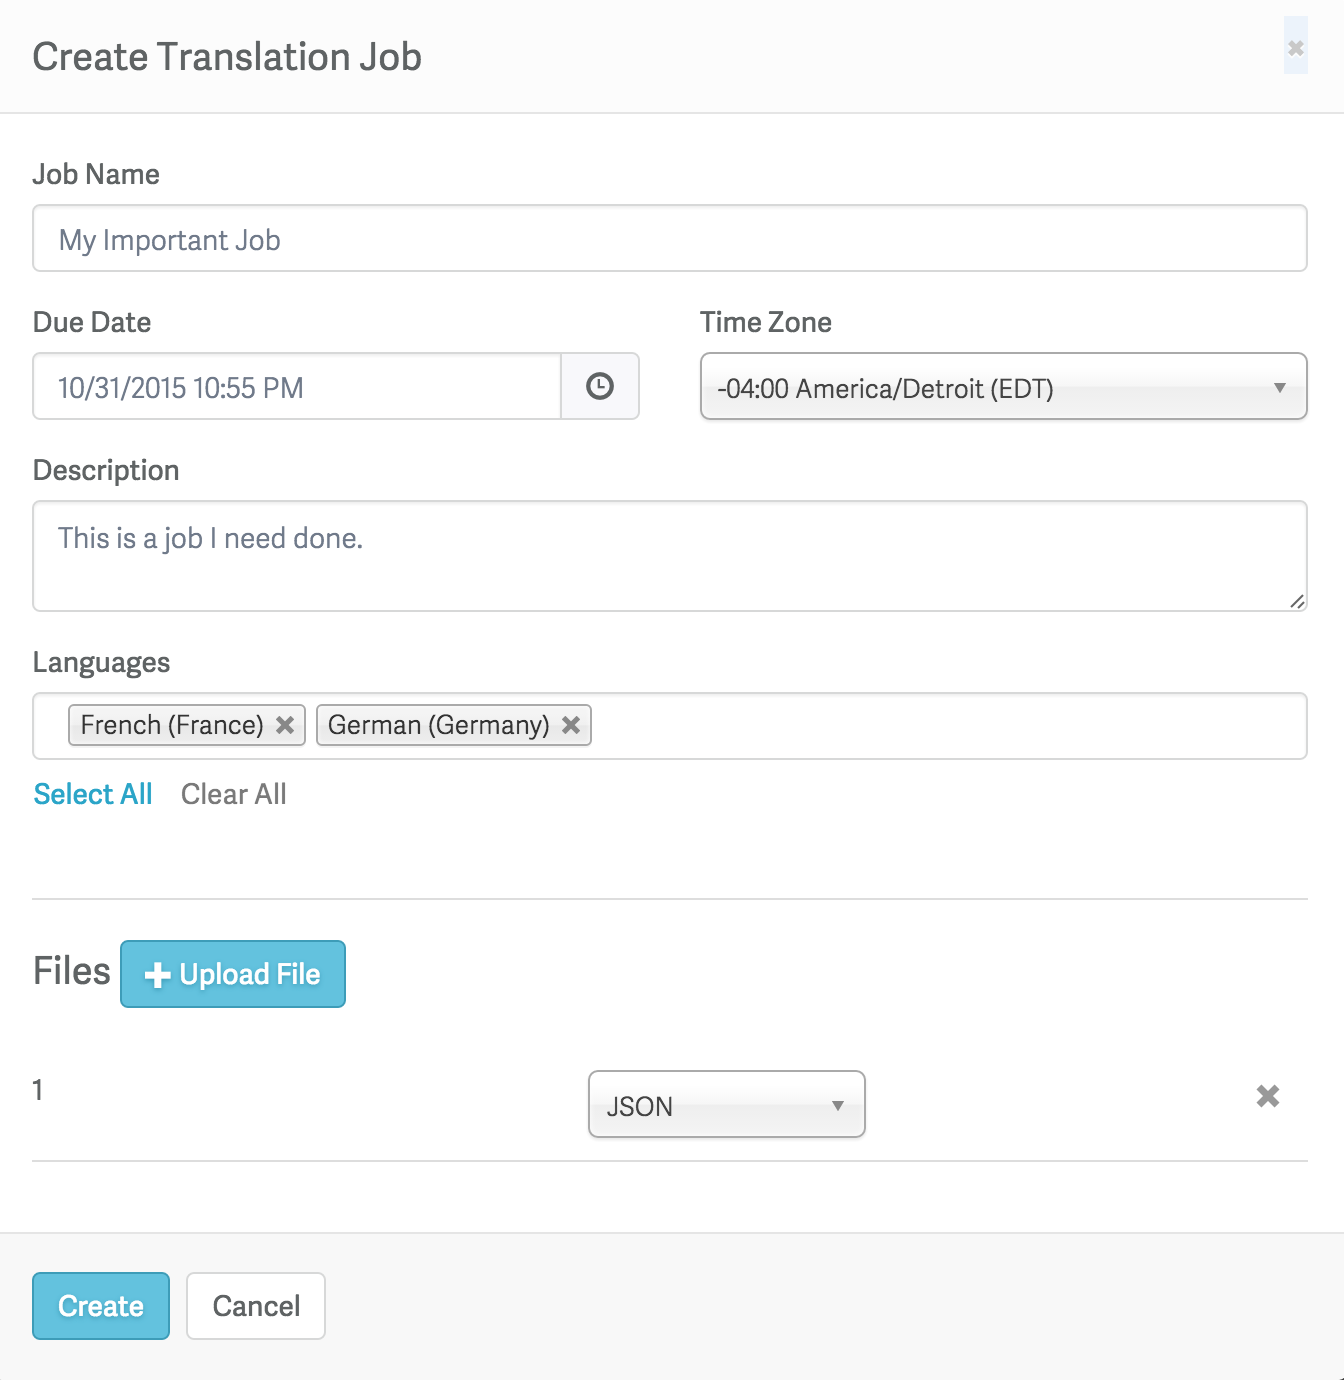 Create Translation Job
Job Name
My Important Job
Due Date
Time Zone
10/31/2015 10:55 PM
-04:00 America/Detroit (EDT)
Description
This is a job I need done.
Languages
French (France)
German (Germany)
Select All
Clear All
Files
Upload File
1
JSON
Create
Cancel